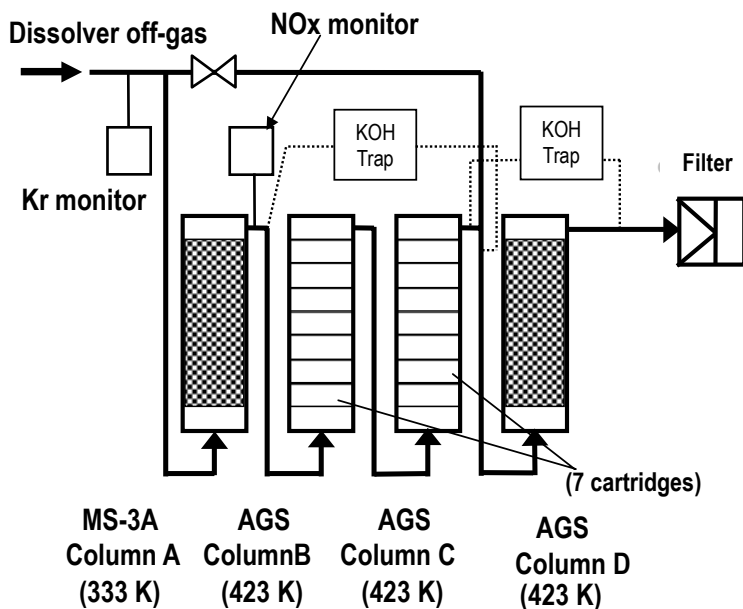 Dissolver off-gas
NOx monitor
KOH
Trap
KOH
Trap
Filter
Kr monitor
(7 cartridges)
MS-3A
Column A
(333 K)
AGS
ColumnB
(423 K)
AGS
Column C
(423 K)
AGS
Column D
(423 K)